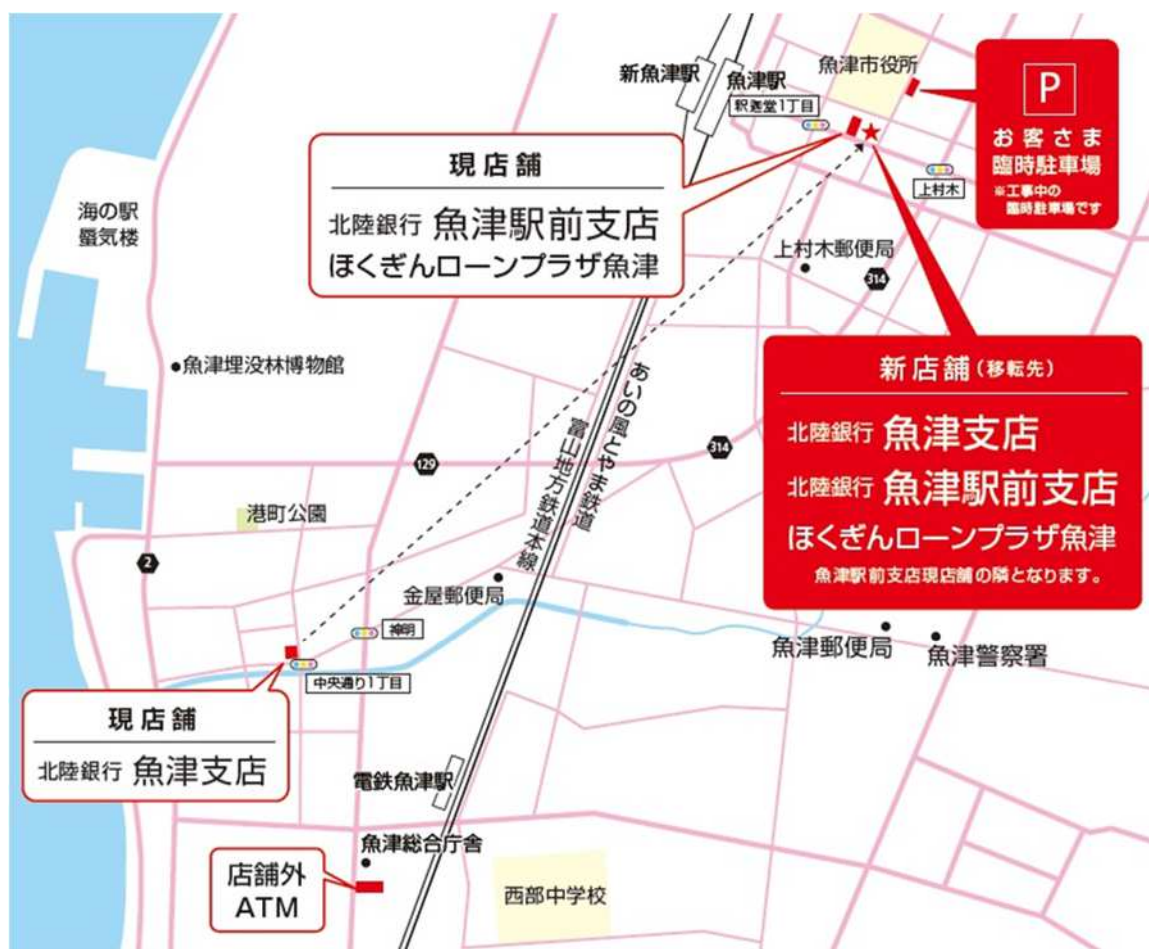 新魚津駅
魚津駅
魚津市役所
釈迦堂1丁目
P
お客さま
臨時駐車場
※工事中の
臨時駐車場です
現店舗
北陸銀行 魚津駅前支店
ほくぎんローンプラザ魚津
上村木
海の駅
蜃気楼
上村木郵便局
314
魚津埋没林博物館
新店舗(移転先)
北陸銀行 魚津支店
北陸銀行 魚津駅前支店
ほくぎんローンプラザ魚津
魚津駅前支店現店舗の隣となります。
あいの風とやま鉄道
富山地方鉄道本線
129
314
港町公園
2
金屋郵便局
神明
中央通り1丁目
魚津郵便局
魚津警察署
現店舗
北陸銀行 魚津支店
電鉄魚津駅
魚津総合庁舎
店舗外
ATM
西部中学校